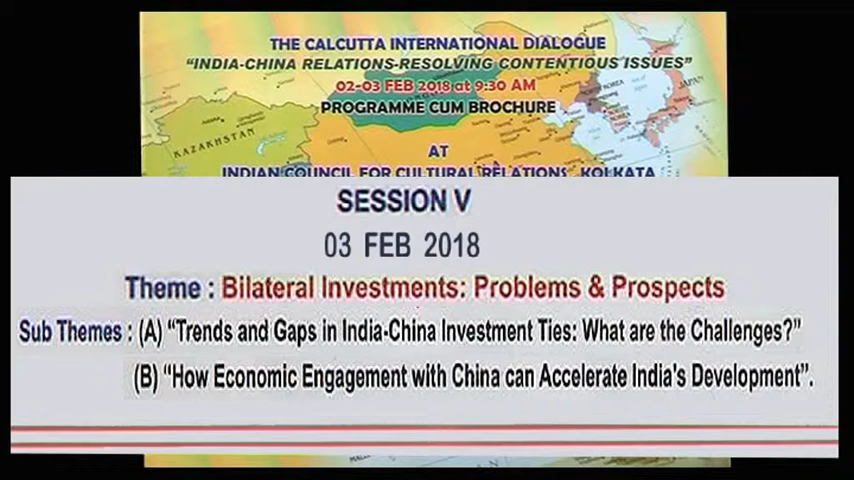 THE CALCUTTA INTERNATIONAL DIALOGUE
“INDIA-CHINA RELATIONS-RESOLVING CONTENTIOUS ISSUES”
02-03 FEB 2018 at 9:30 AM
PROGRAMME CUM BROCHURE
KAZAKHSTAN
JAPAN
AT
INDIAN COUNCIL FOR CULTURAL RELATIONS, KOLKATA
SESSION V
03 FEB 2018
Theme : Bilateral Investments: Problems & Prospects
Sub Themes : (A) “Trends and Gaps in India-China Investment Ties: What are the Challenges?”
(B) “How Economic Engagement with China can Accelerate India's Development”.